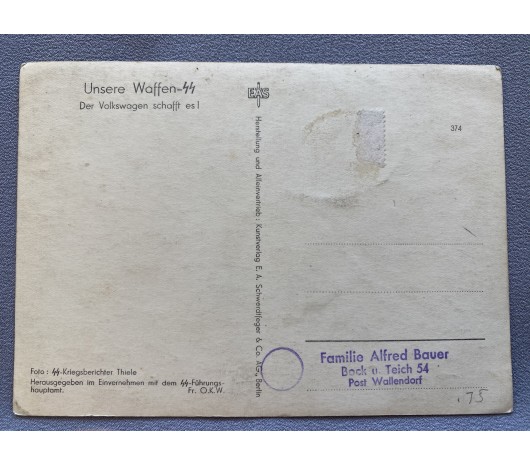 Unsere Waffen-ᛋᛋ
Der Volkswagen schafft es!
EAS
Herstellung und Alleinvertrieb: Kunstverlag E. A. Schwerdtfeger & Co. AG., Berlin
374
Foto: ᛋᛋ-Kriegsberichter Thiele
Herausgegeben im Einvernehmen mit dem ᛋᛋ-Führungs-
hauptamt. Fr. O.K.W.
Familie Alfred Bauer
Bock u. Teich 54
Post Wallendorf